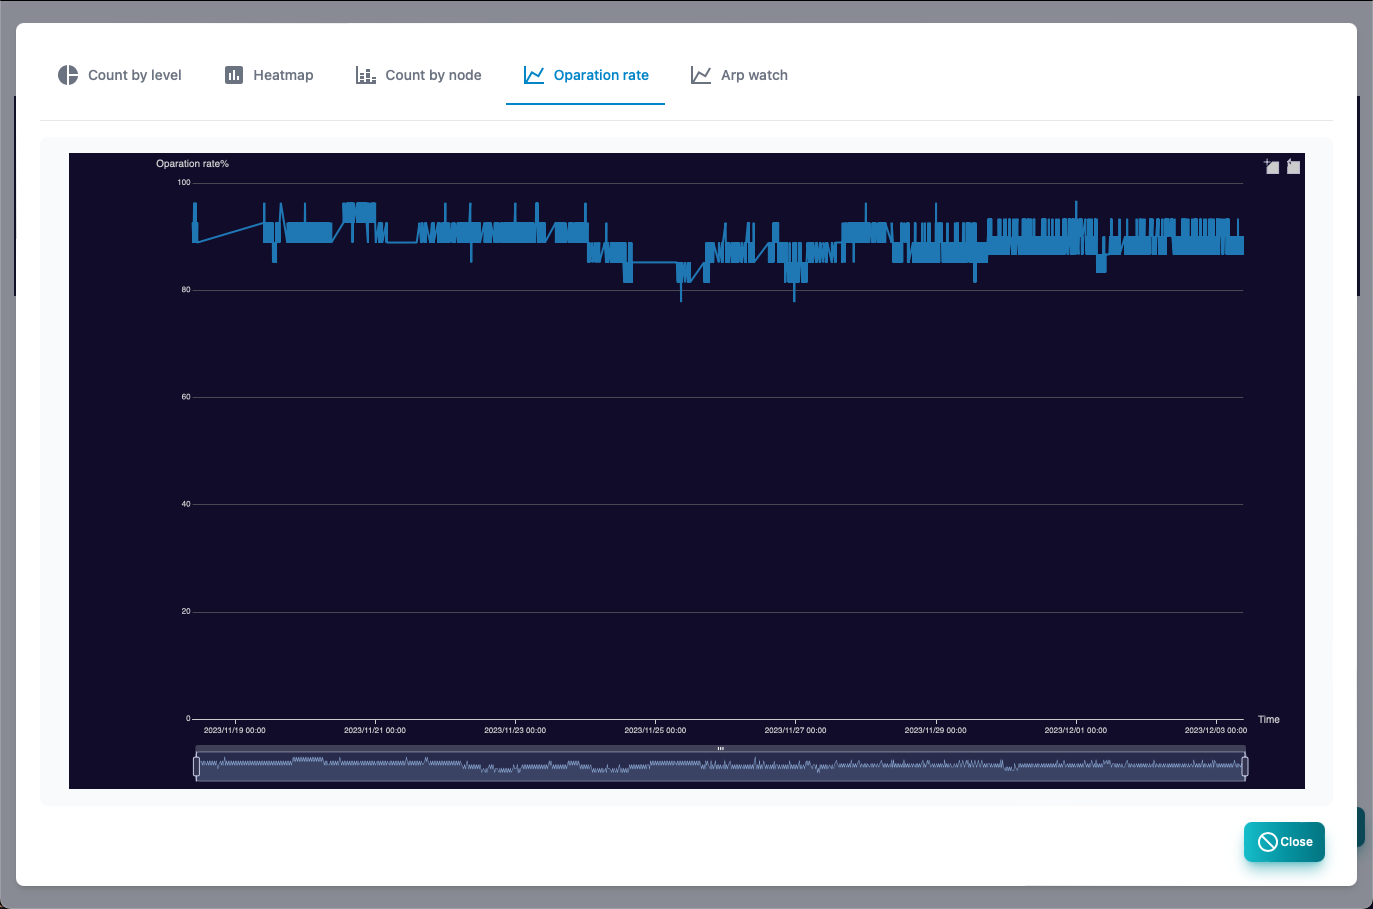 Count by level
Heatmap
Count by node
Oparation rate
Arp watch
Oparation rate%
100
80
60
40
20
0
Time
2023/11/19 00:00
2023/11/21 00:00
2023/11/23 00:00
2023/11/25 00:00
2023/11/27 00:00
2023/11/29 00:00
2023/12/01 00:00
2023/12/03 00:00
Close